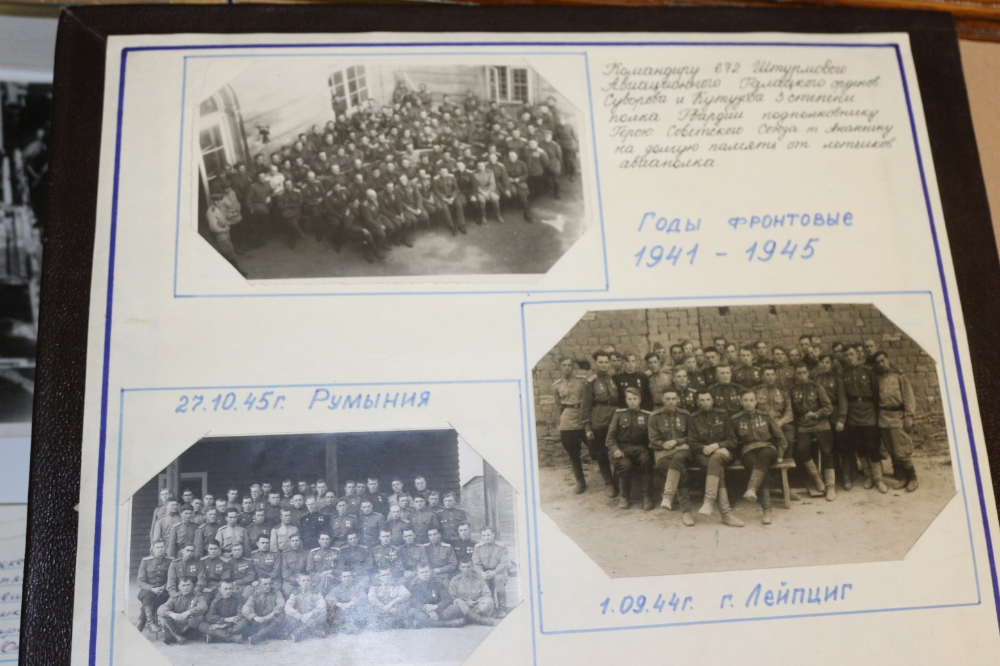 Командиру 672 Штурмового
Авиационного Галацкого орденов
Суворова и Кутузова 3 степени
полка Гвардии подполковнику
Герою Советского Союза т. Ананьину
на долгую память от летчиков
авиаполка.
Годы фронтовые
1941 - 1945
27.10.45г. Румыния
1.09.44г. г. Лейпциг